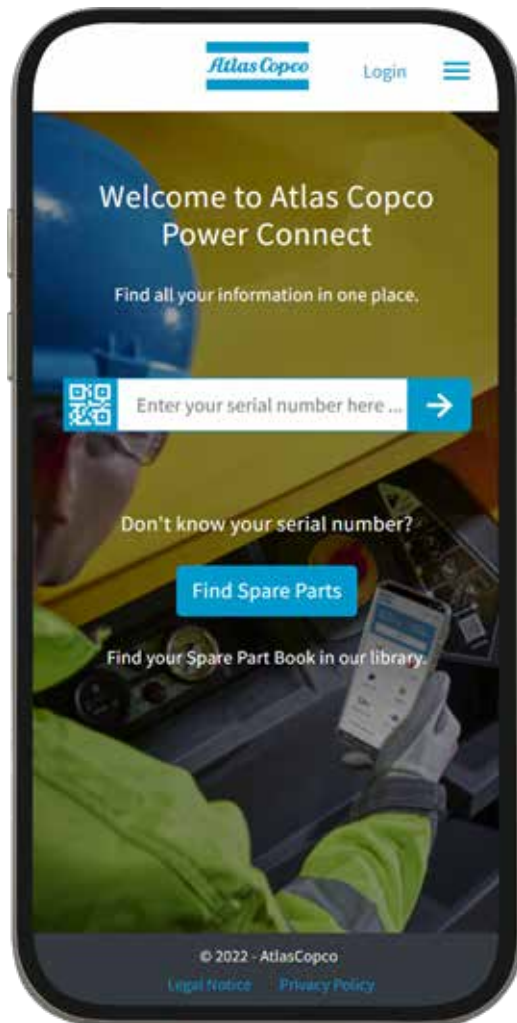 Atlas Copco
Login
Welcome to Atlas Copco
Power Connect
Find all your information in one place.
Enter your serial number here ...
Don't know your serial number?
Find Spare Parts
Find your Spare Part Book in our library.
© 2022 - AtlasCopco
Legal Notice Privacy Policy